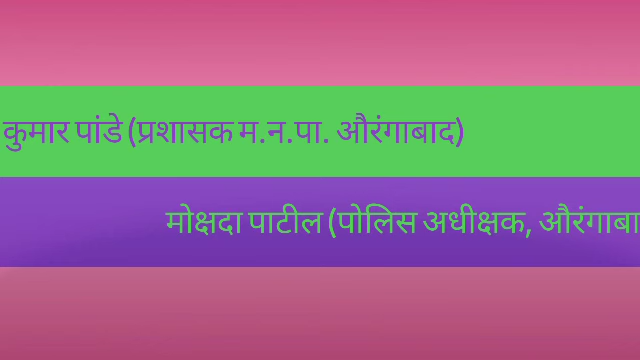 कुमार पांडे (प्रशासक म.न.पा. औरंगाबाद)
मोक्षदा पाटील (पोलिस अधीक्षक, औरंगाबा